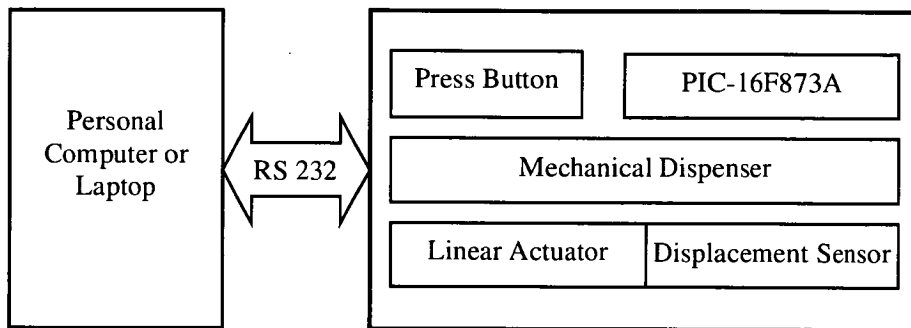 Personal
Computer or
Laptop
RS 232
Press Button
PIC-16F873A
Mechanical Dispenser
Linear Actuator
Displacement Sensor